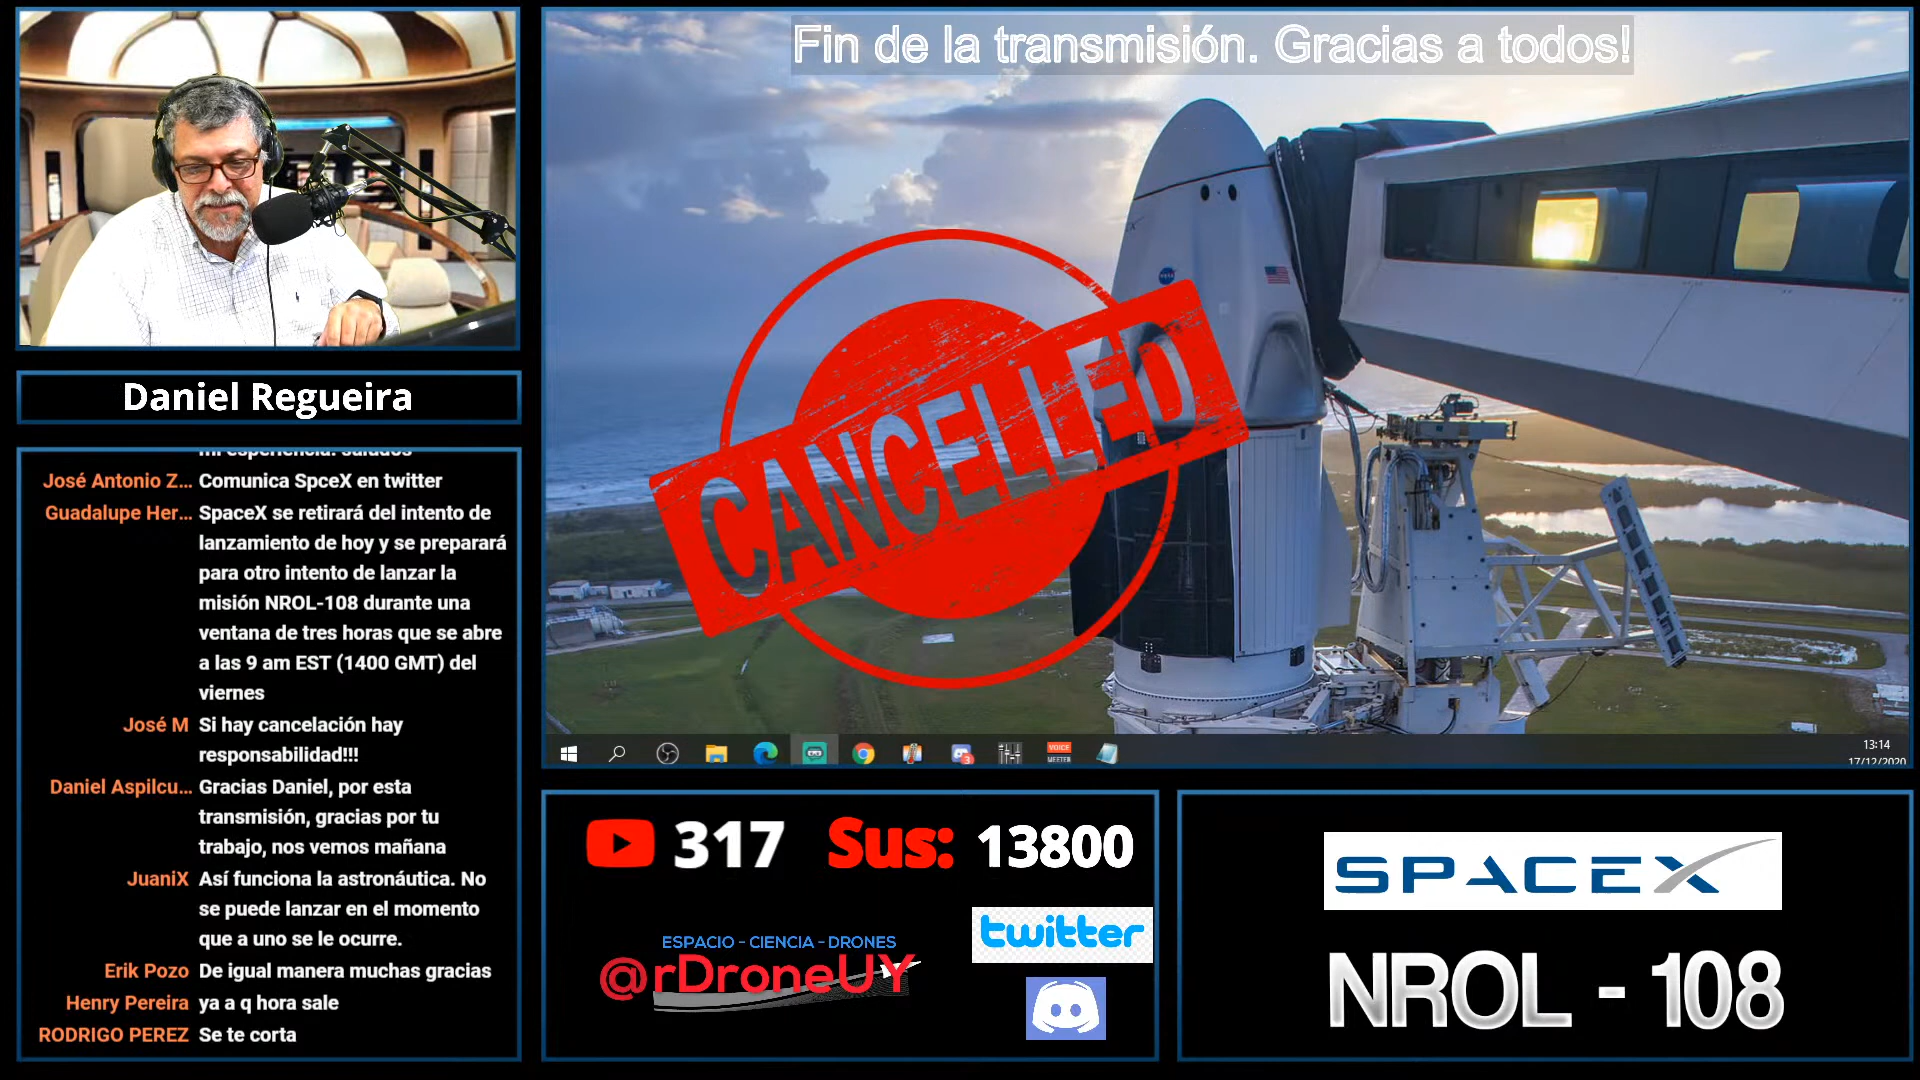 Fin de la transmisión. Gracias a todos!
CANCELLED
Daniel Regueira
mi esperiencia. saludos
José Antonio Z... Comunica SpceX en twitter
Guadalupe Her... SpaceX se retirará del intento de
lanzamiento de hoy y se preparará
para otro intento de lanzar la
misión NROL-108 durante una
ventana de tres horas que se abre
a las 9 am EST (1400 GMT) del
viernes
José M Si hay cancelación hay
responsabilidad!!!
Daniel Aspilcu... Gracias Daniel, por esta
transmisión, gracias por tu
trabajo, nos vemos mañana
JuaniX Así funciona la astronáutica. No
se puede lanzar en el momento
que a uno se le ocurre.
Erik Pozo De igual manera muchas gracias
Henry Pereira ya a q hora sale
RODRIGO PEREZ Se te corta
3
VOICE
MEETER
13:14
17/12/2020
317 Sus: 13800
ESPACIO - CIENCIA - DRONES
@rDroneUY
twitter
SPACEX
NROL - 108